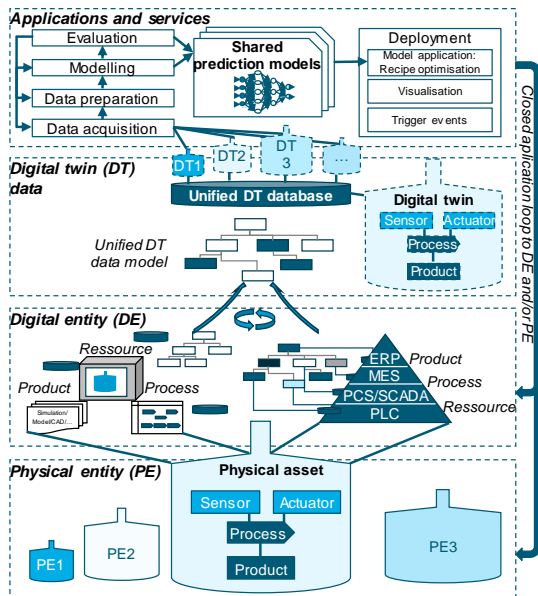 Applications and services
Evaluation
Modelling
Data preparation
Data acquisition
Shared
prediction models
Deployment
Model application:
Recipe optimisation
Visualisation
Trigger events
Closed application loop to DE and/or PE
Digital twin (DT)
data
DT1
DT2
DT
3
...
Unified DT database
Unified DT
data model
Digital twin
Sensor
Actuator
Process
Product
Digital entity (DE)
Ressource
Product
Process
Simulation/
ModelCAD/...
ERP
MES
PCS/SCADA
PLC
Product
Process
Ressource
Physical entity (PE)
Physical asset
Sensor
Actuator
Process
Product
PE1
PE2
PE3